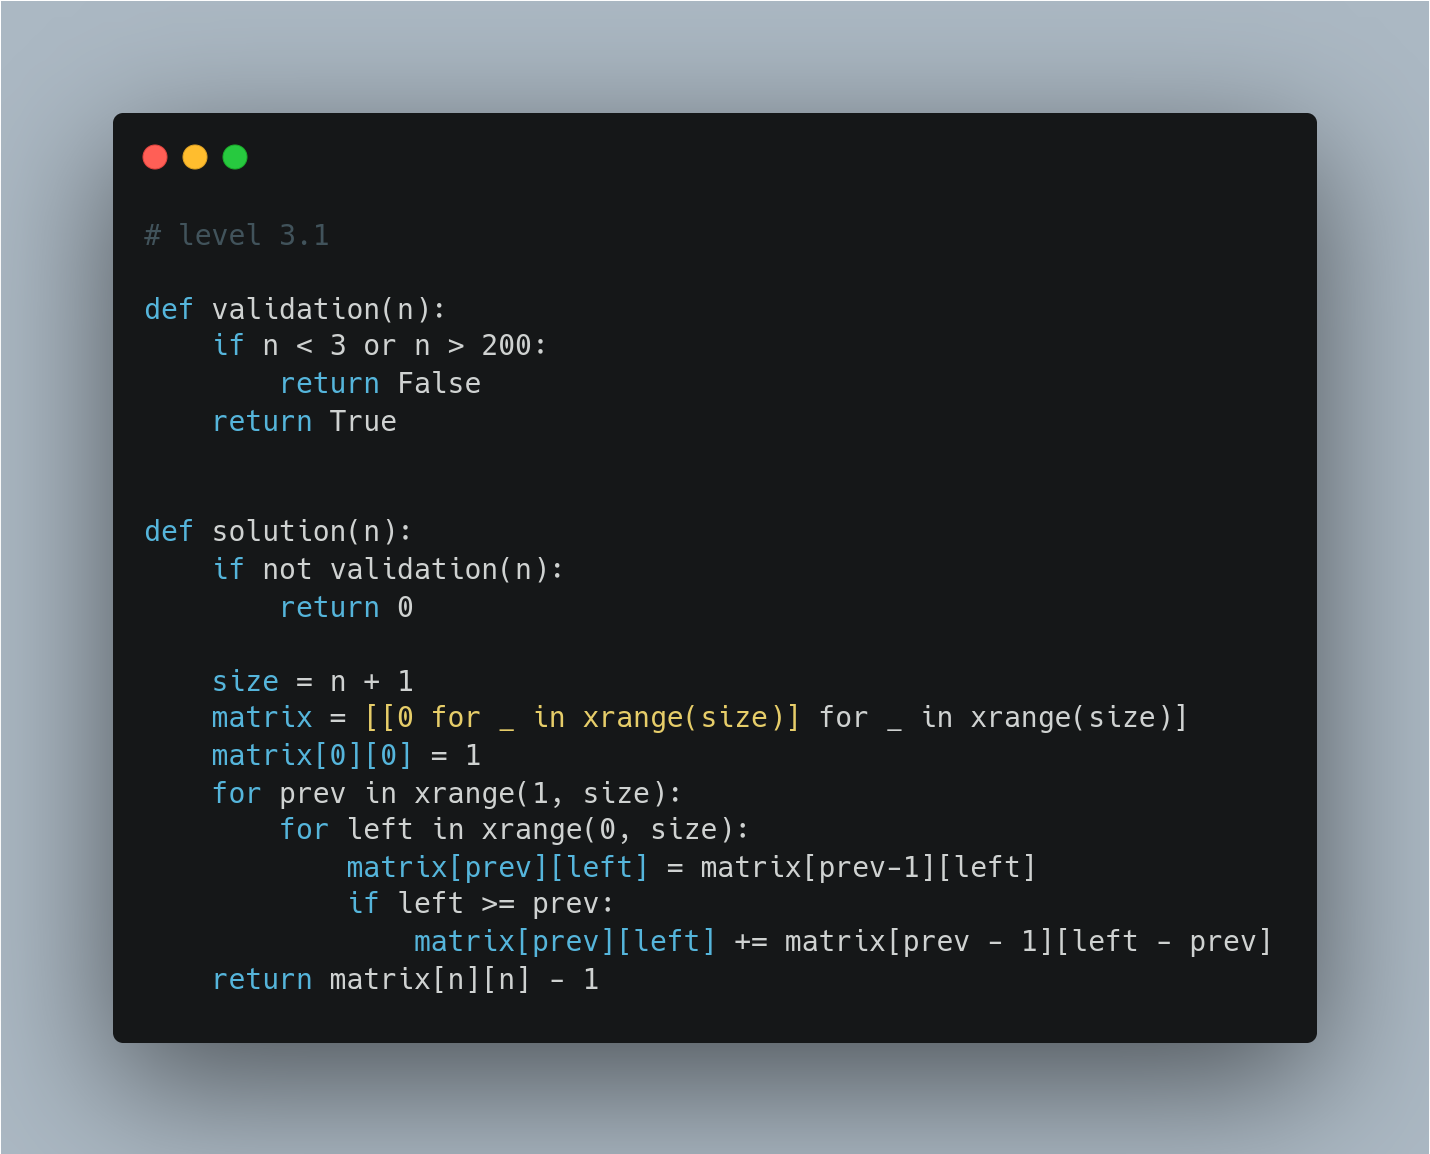 # level 3.1

def validation(n):
    if n < 3 or n > 200:
        return False
    return True


def solution(n):
    if not validation(n):
        return 0

    size = n + 1
    matrix = [[0 for _ in xrange(size)] for _ in xrange(size)]
    matrix[0][0] = 1
    for prev in xrange(1, size):
        for left in xrange(0, size):
            matrix[prev][left] = matrix[prev-1][left]
            if left >= prev:
                matrix[prev][left] += matrix[prev - 1][left - prev]
    return matrix[n][n] - 1